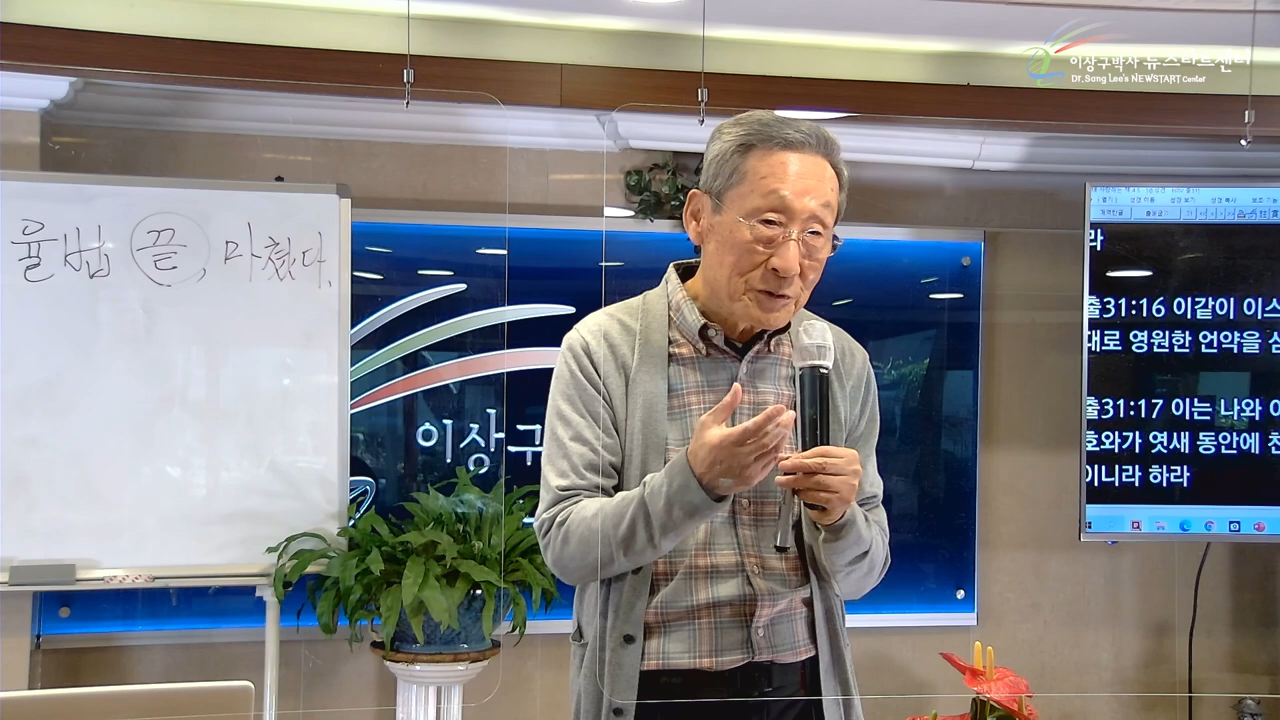 이상구박사 뉴스타트센터
Dr. Sang Lee's NEWSTART Center
율법 끝, 마쳤다.
이상구
라
출31:16 이같이 이스
대로 영원한 언약을 삼
출31:17 이는 나와 이
호와가 엿새 동안에 천
이니라 하라